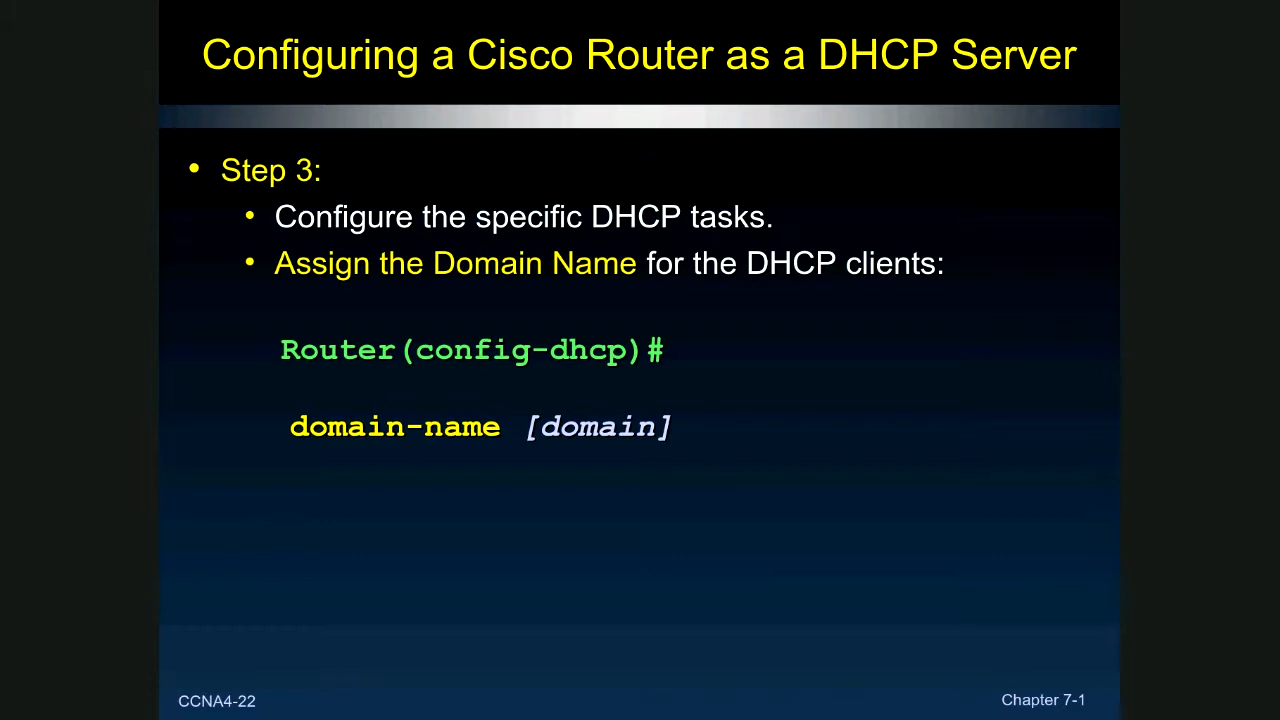 Configuring a Cisco Router as a DHCP Server
• Step 3:
• Configure the specific DHCP tasks.
• Assign the Domain Name for the DHCP clients:
Router(config-dhcp)#
domain-name [domain]
CCNA4-22
Chapter 7-1